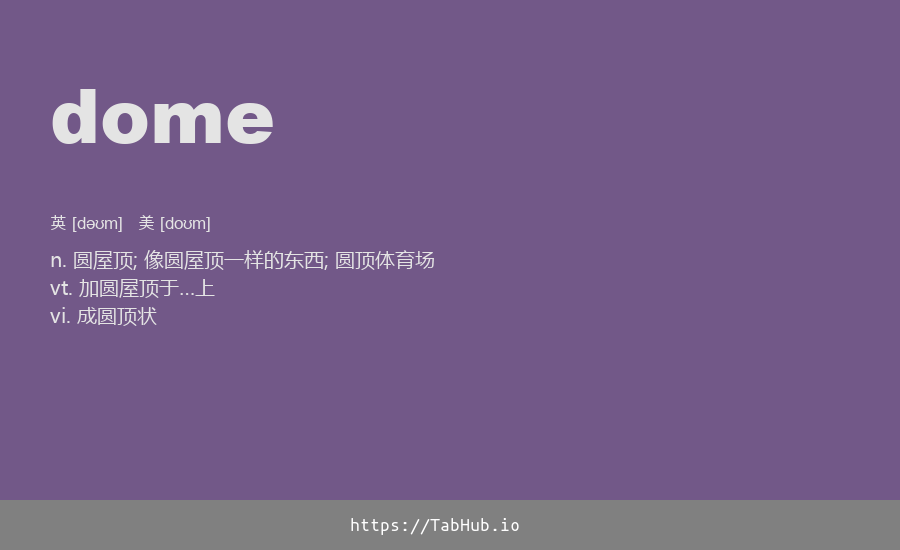 dome
英 [dəʊm] 美 [doʊm]
n. 圆屋顶; 像圆屋顶一样的东西; 圆顶体育场
vt. 加圆屋顶于...上
vi. 成圆顶状
https://TabHub.io